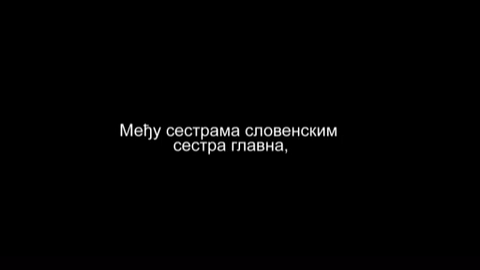 Међу сестрама словенским
сестра главна,